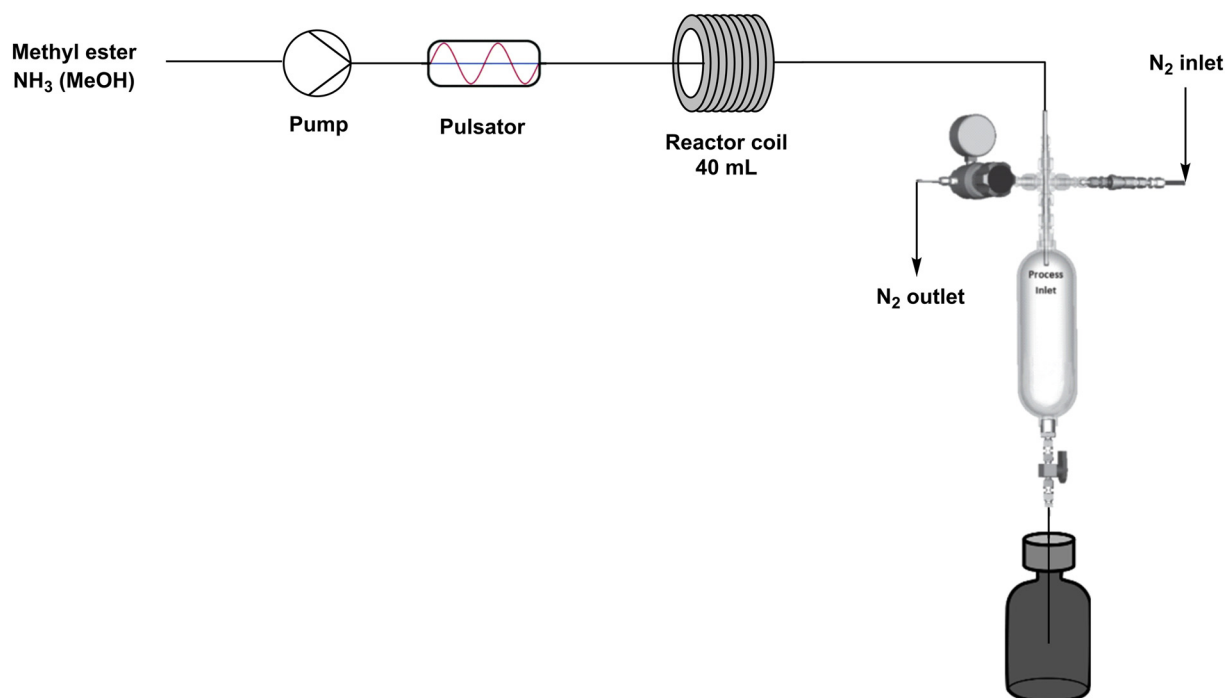 Methyl ester
NH₃ (MeOH)
Pump
Pulsator
Reactor coil
40 mL
N₂ inlet
N₂ outlet
Process
Inlet